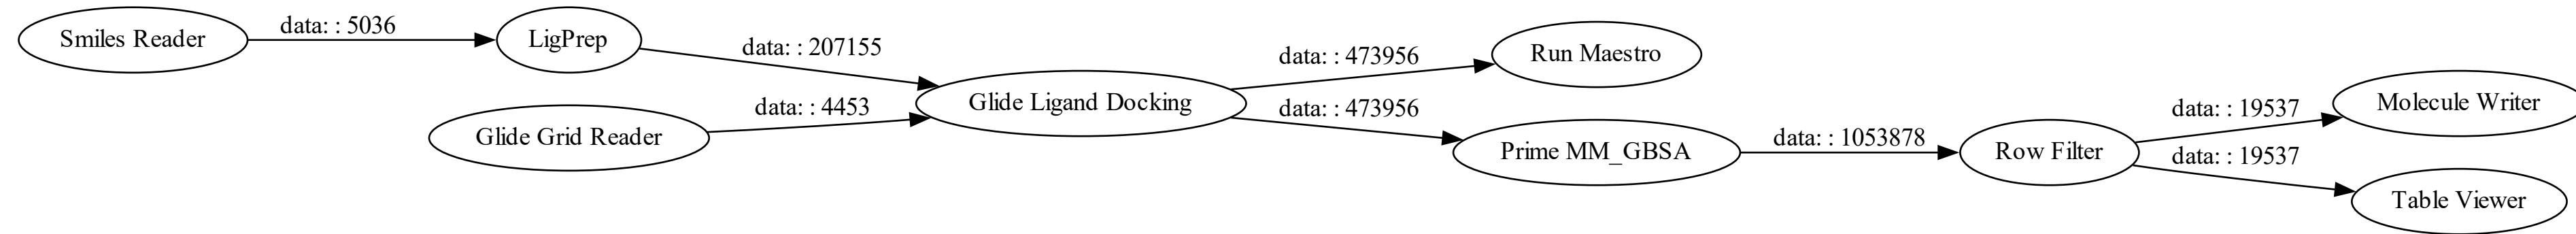 Smiles Reader
data: : 5036
LigPrep
data: : 207155
Glide Grid Reader
data: : 4453
Glide Ligand Docking
data: : 473956
Run Maestro
data: : 473956
Prime MM_GBSA
data: : 1053878
Row Filter
data: : 19537
Molecule Writer
data: : 19537
Table Viewer